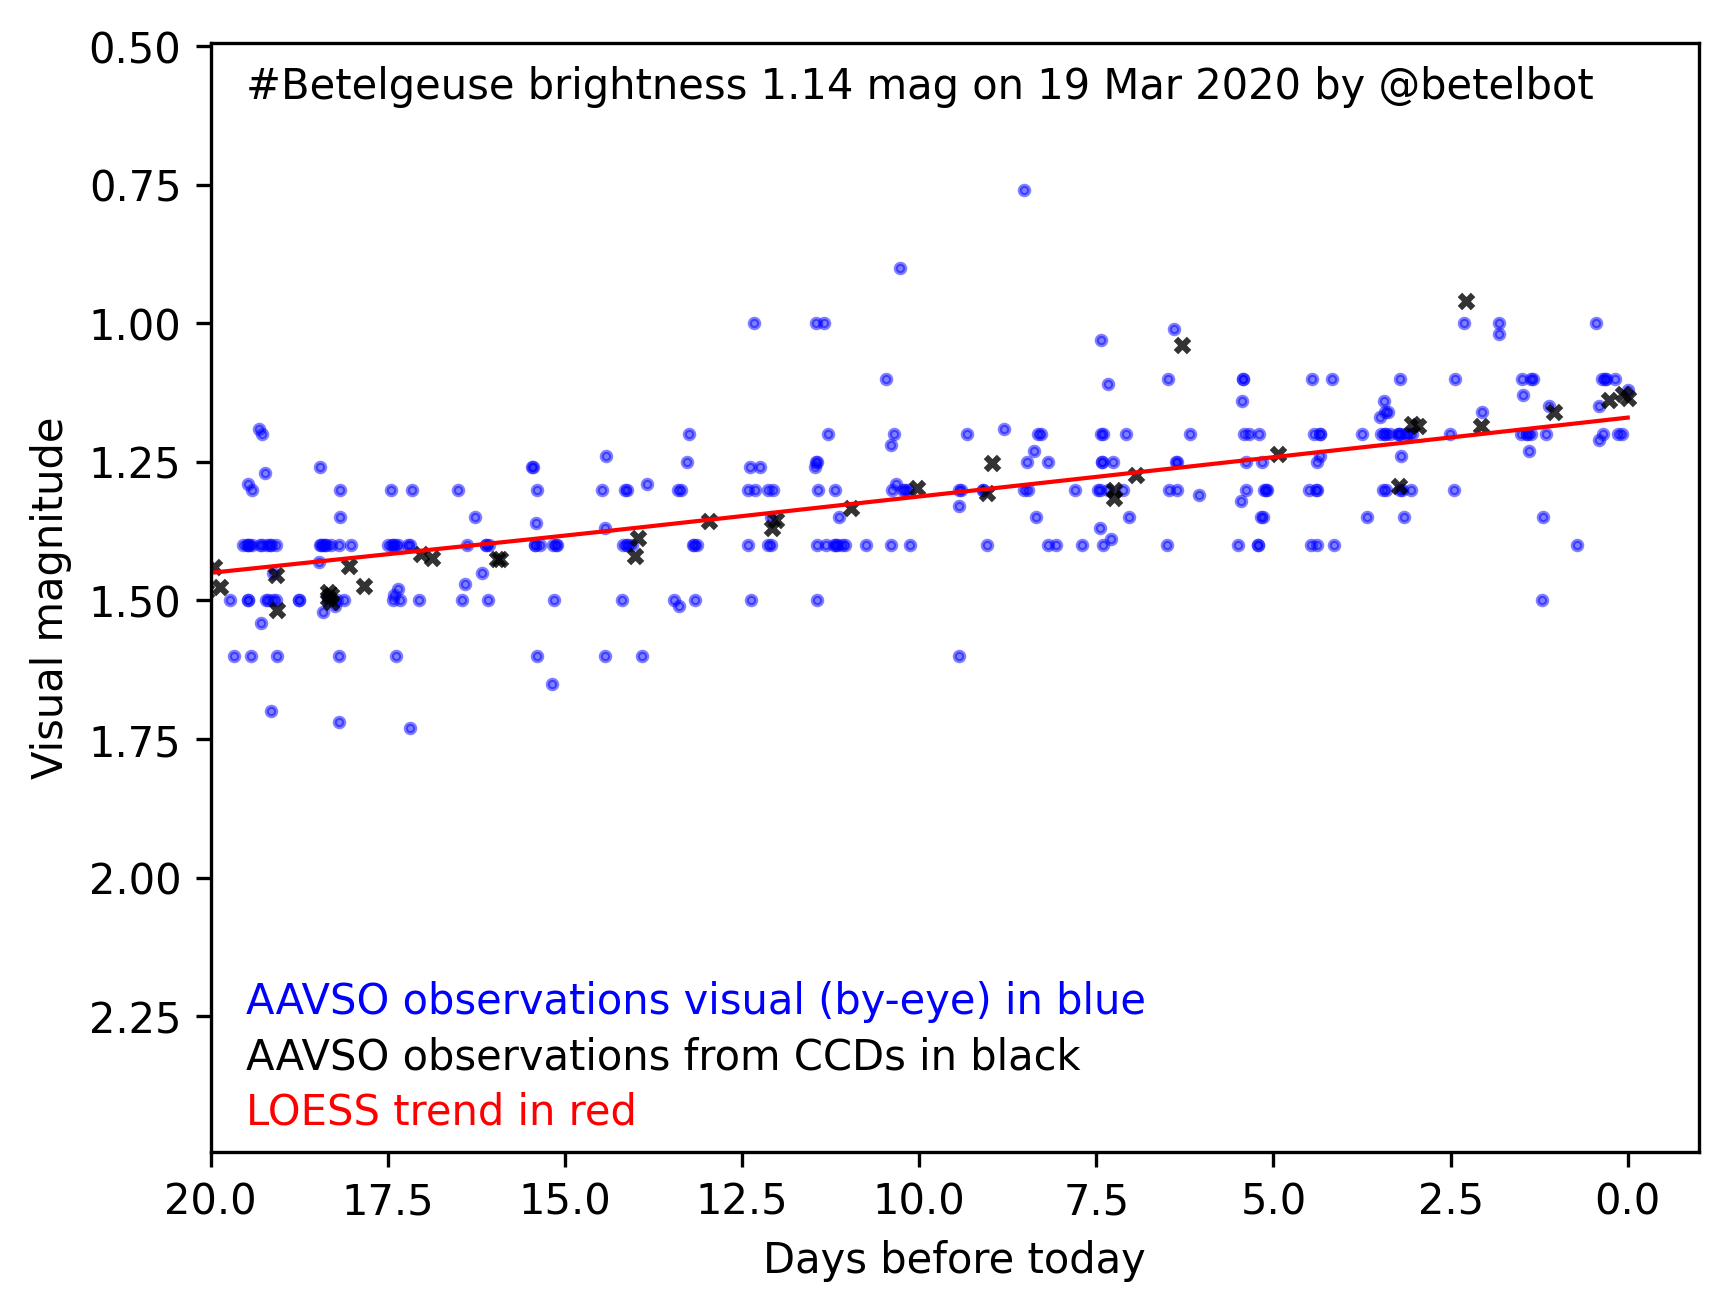 #Betelgeuse brightness 1.14 mag on 19 Mar 2020 by @betelbot
0.50
0.75
1.00
1.25
1.50
1.75
2.00
2.25
Visual magnitude
AAVSO observations visual (by-eye) in blue
AAVSO observations from CCDs in black
LOESS trend in red
20.0 17.5 15.0 12.5 10.0 7.5 5.0 2.5 0.0
Days before today